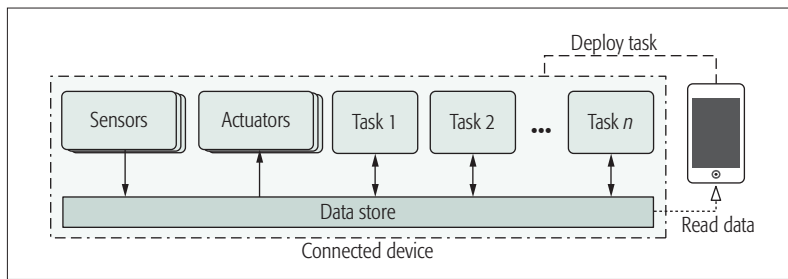 Deploy task
Sensors
Actuators
Task 1
Task 2
...
Task n
Data store
Read data
Connected device